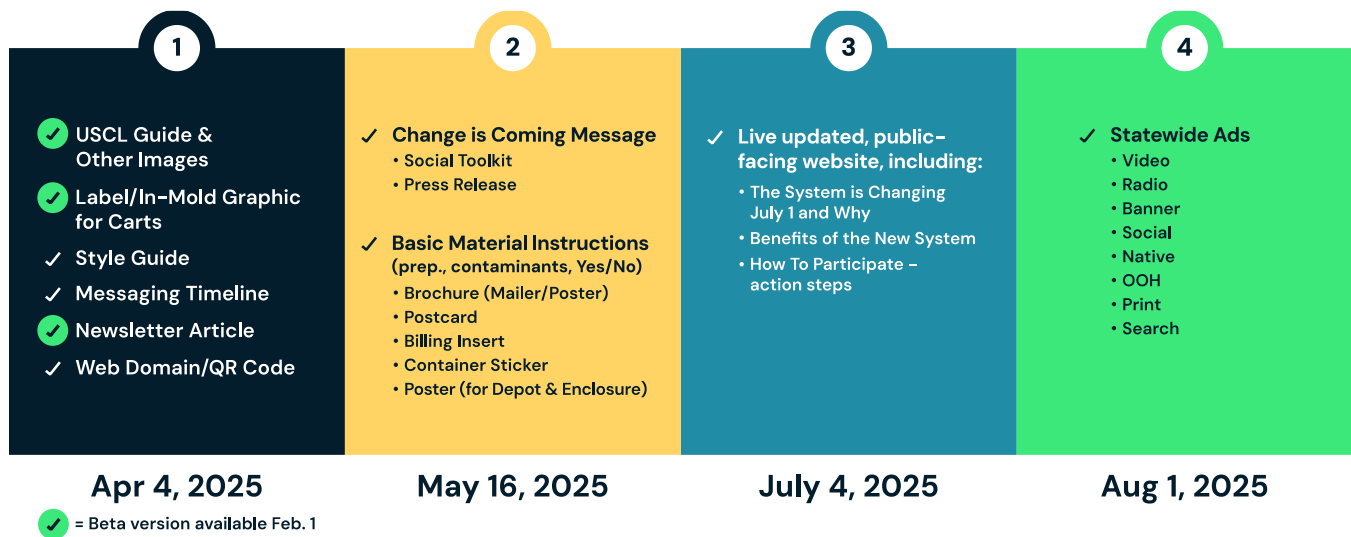 1
USCL Guide &
Other Images
Label/In-Mold Graphic
for Carts
Style Guide
Messaging Timeline
Newsletter Article
Web Domain/QR Code
Apr 4, 2025
= Beta version available Feb. 1
2
Change is Coming Message
• Social Toolkit
• Press Release
Basic Material Instructions
(prep., contaminants, Yes/No)
• Brochure (Mailer/Poster)
• Postcard
• Billing Insert
• Container Sticker
• Poster (for Depot & Enclosure)
May 16, 2025
3
Live updated, public-
facing website, including:
• The System is Changing
July 1 and Why
• Benefits of the New System
• How To Participate –
action steps
July 4, 2025
4
Statewide Ads
• Video
• Radio
• Banner
• Social
• Native
• OOH
• Print
• Search
Aug 1, 2025